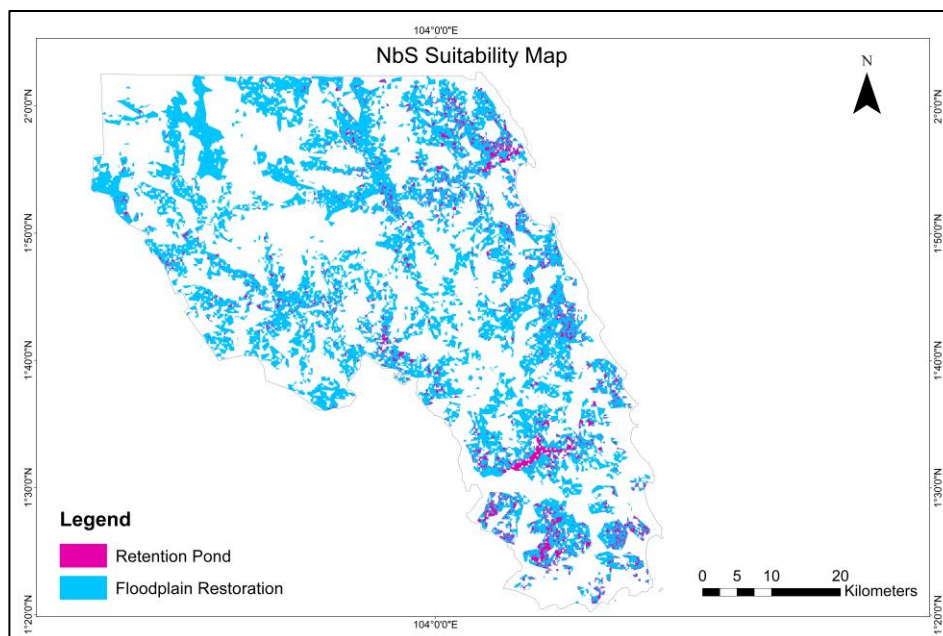 104°0'0"E
NbS Suitability Map
N
2°0'0"N
2°0'0"N
1°50'0"N
1°50'0"N
1°40'0"N
1°40'0"N
1°30'0"N
1°30'0"N
Legend
Retention Pond
Floodplain Restoration
0 5 10 20
Kilometers
1°20'0"N
1°20'0"N
104°0'0"E